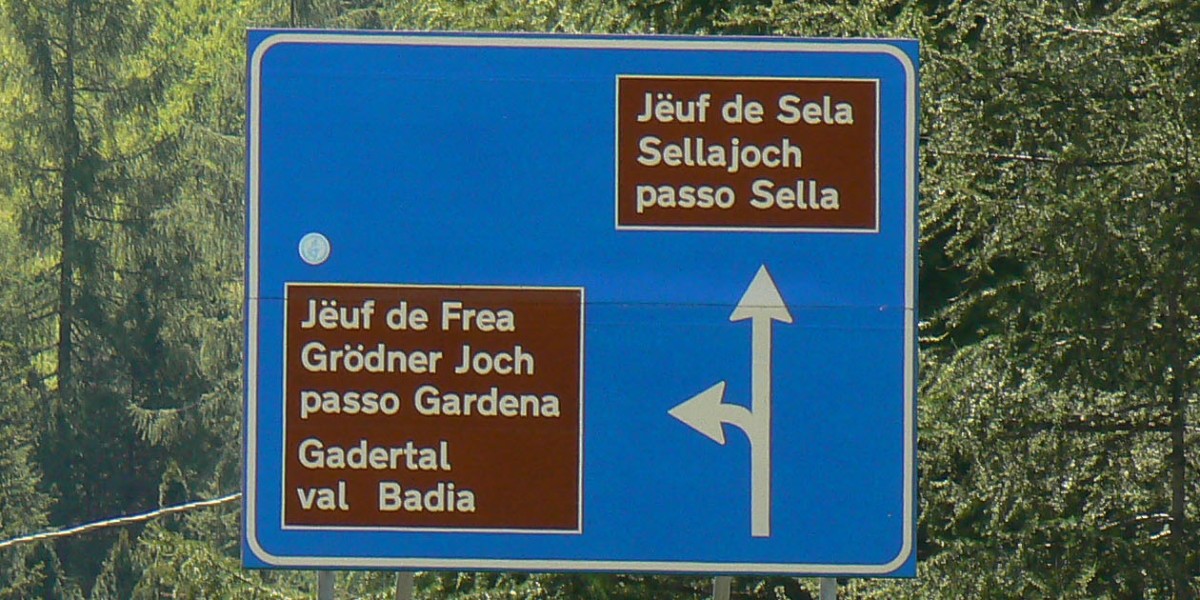 Jëuf de Sela
Sellajoch
passo Sella
Jëuf de Frea
Grödner Joch
passo Gardena
Gadertal
val Badia